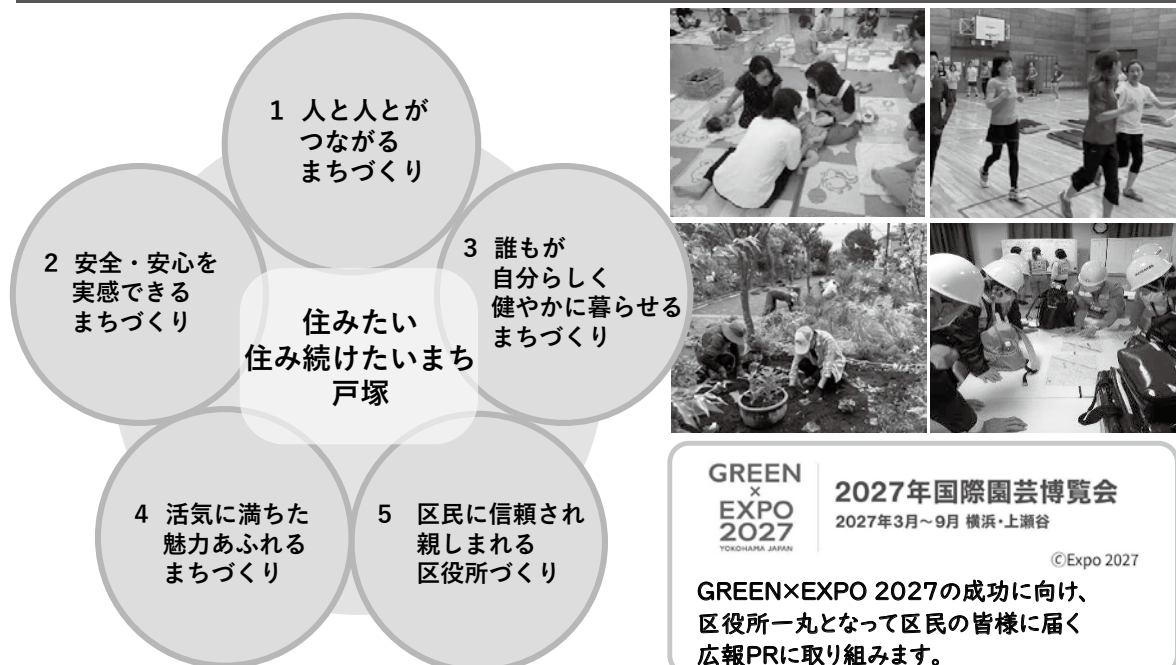 1 人と人とが
つながる
まちづくり
2 安全・安心を
実感できる
まちづくり
3 誰もが
自分らしく
健やかに暮らせる
まちづくり
住みたい
住み続けたいまち
戸塚
4 活気に満ちた
魅力あふれる
まちづくり
5 区民に信頼され
親しまれる
区役所づくり
GREEN
×
EXPO
2027
YOKOHAMA JAPAN
2027年国際園芸博覧会
2027年3月～9月 横浜・上瀬谷
©Expo 2027
GREEN×EXPO 2027の成功に向け、
区役所一丸となって区民の皆様に届く
広報PRに取り組みます。